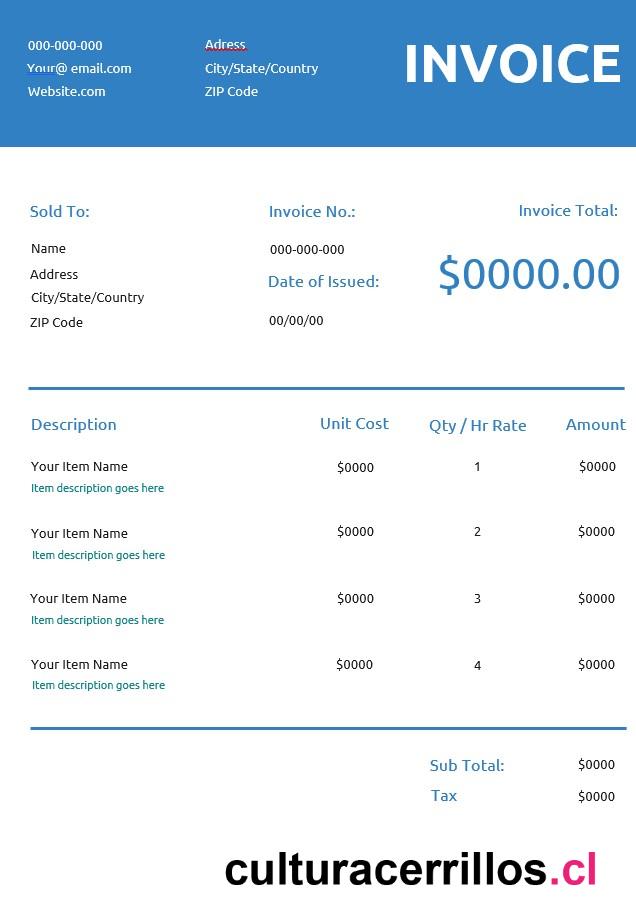 000-000-000
Your@ email.com
Website.com
Adress
City/State/Country
ZIP Code
INVOICE
Sold To:
Name
Address
City/State/Country
ZIP Code
Invoice No.:
000-000-000
Date of Issued:
00/00/00
Invoice Total:
$0000.00
Description Unit Cost Qty / Hr Rate Amount
Your Item Name $0000 1 $0000
Item description goes here
Your Item Name $0000 2 $0000
Item description goes here
Your Item Name $0000 3 $0000
Item description goes here
Your Item Name $0000 4 $0000
Item description goes here
Sub Total: $0000
Tax $0000
culturacerrillos.cl